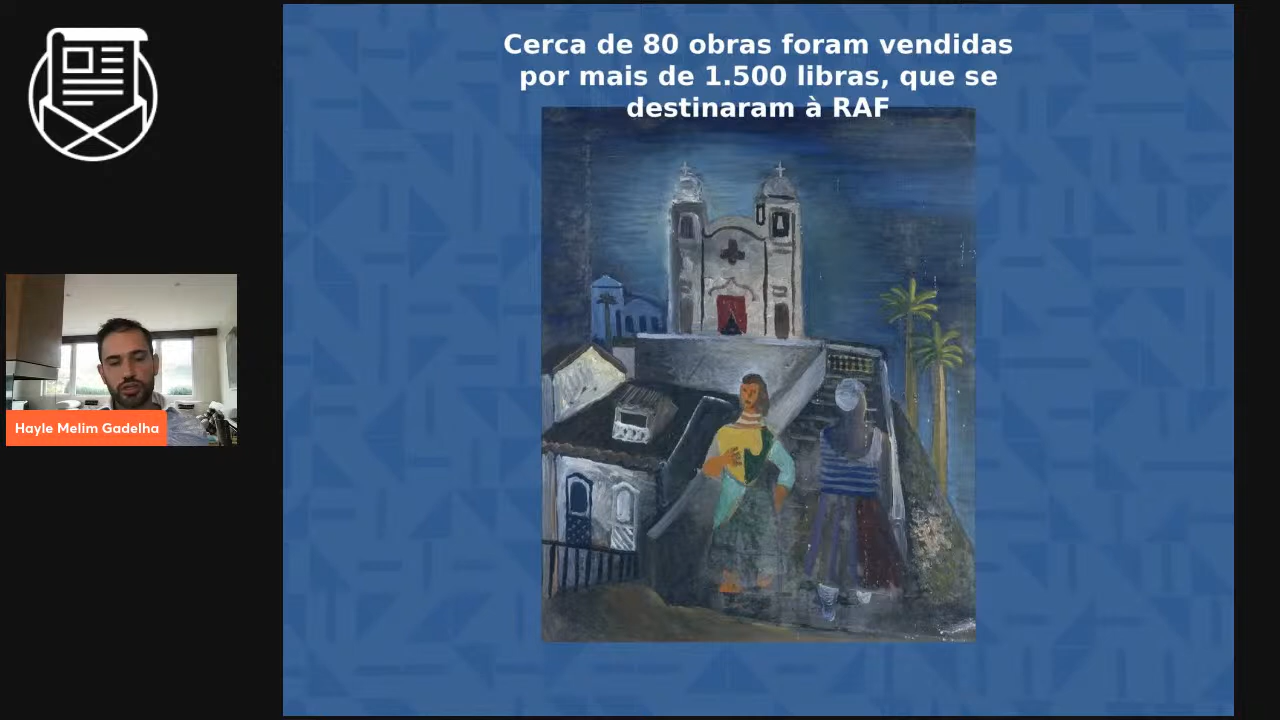 Cerca de 80 obras foram vendidas
por mais de 1.500 libras, que se
destinaram à RAF
Hayle Melim Gadelha